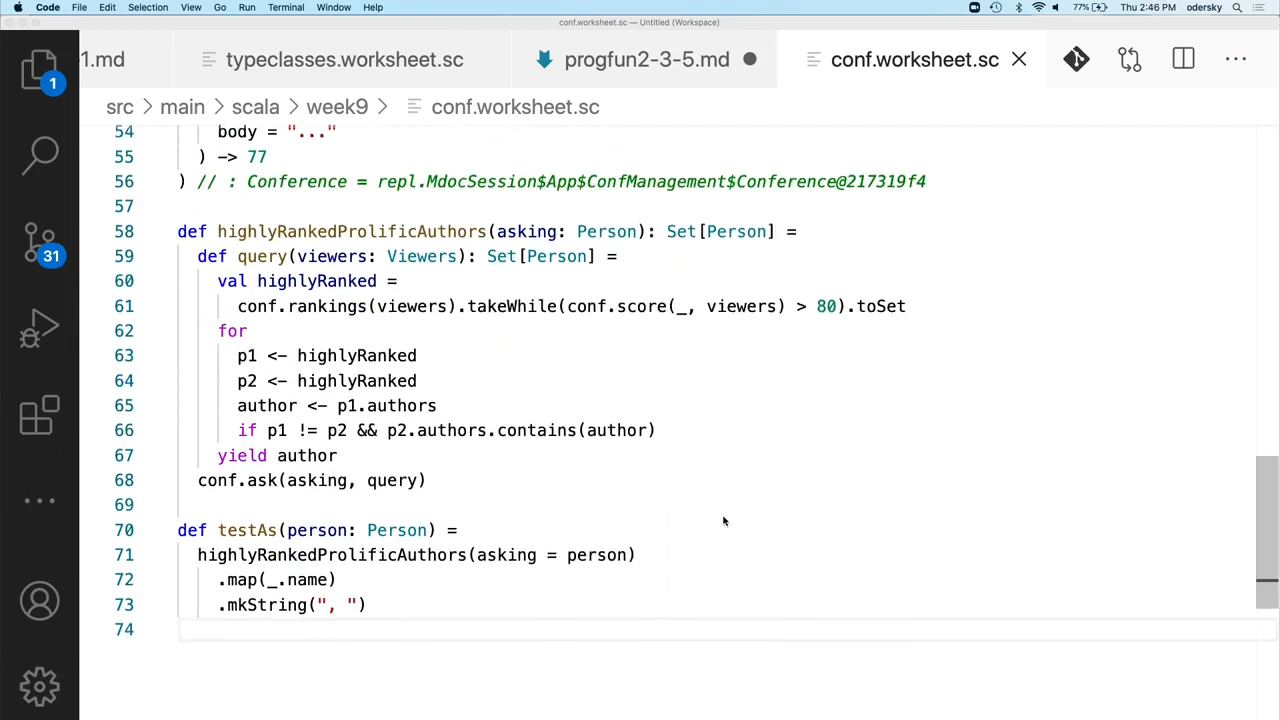 Code File Edit Selection View Go Run Terminal Window Help 77% Thu 2:46 PM odersky
conf.worksheet.sc — Untitled (Workspace)
1.md typeclasses.worksheet.sc progfun2-3-5.md conf.worksheet.sc
src > main > scala > week9 > conf.worksheet.sc
1
31
54 body = "..."
55 ) -> 77
56 ) // : Conference = repl.MdocSession$App$ConfManagement$Conference@217319f4
57
58 def highlyRankedProlificAuthors(asking: Person): Set[Person] =
59 def query(viewers: Viewers): Set[Person] =
60 val highlyRanked =
61 conf.rankings(viewers).takeWhile(conf.score(_, viewers) > 80).toSet
62 for
63 p1 <- highlyRanked
64 p2 <- highlyRanked
65 author <- p1.authors
66 if p1 != p2 && p2.authors.contains(author)
67 yield author
68 conf.ask(asking, query)
69
70 def testAs(person: Person) =
71 highlyRankedProlificAuthors(asking = person)
72 .map(_.name)
73 .mkString(", ")
74